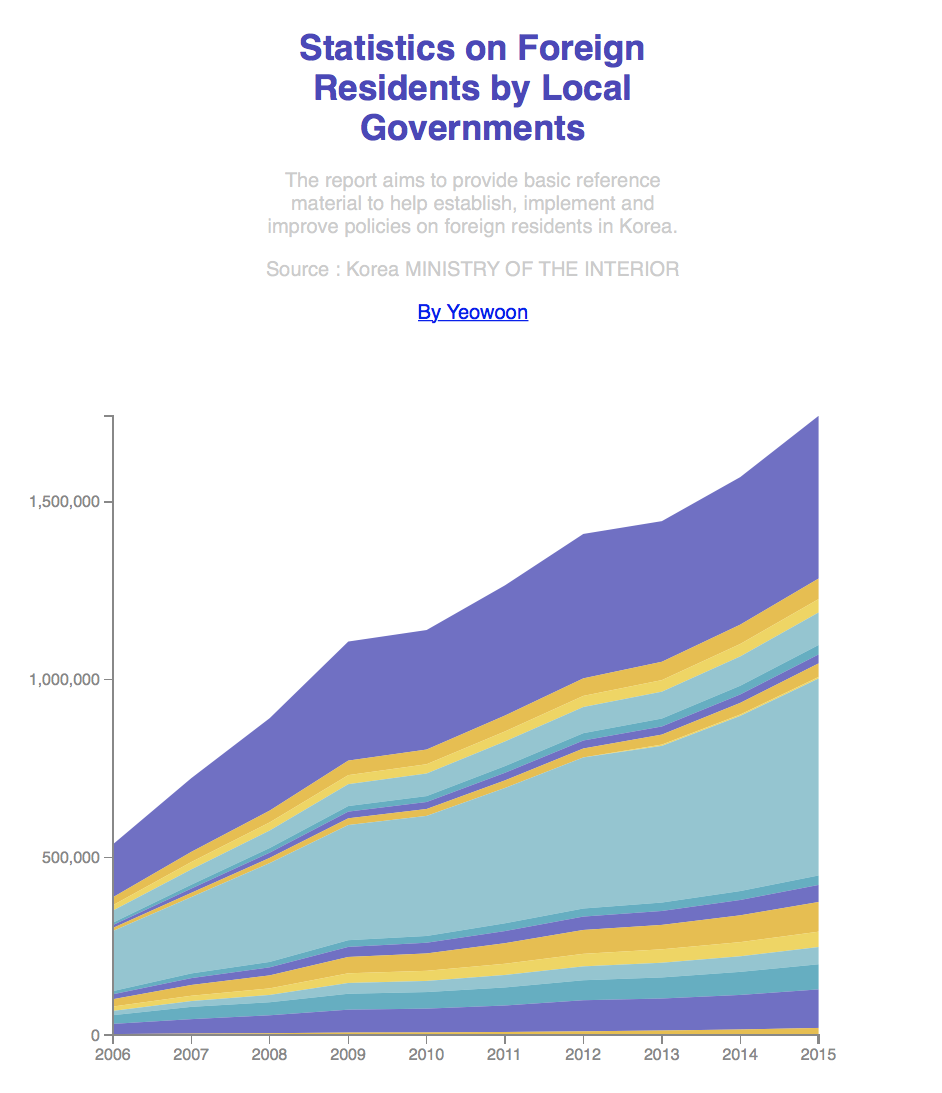 Statistics on Foreign
Residents by Local
Governments
The report aims to provide basic reference
material to help establish, implement and
improve policies on foreign residents in Korea.
Source : Korea MINISTRY OF THE INTERIOR
By Yeowoon
1,500,000
1,000,000
500,000
0
2006 2007 2008 2009 2010 2011 2012 2013 2014 2015